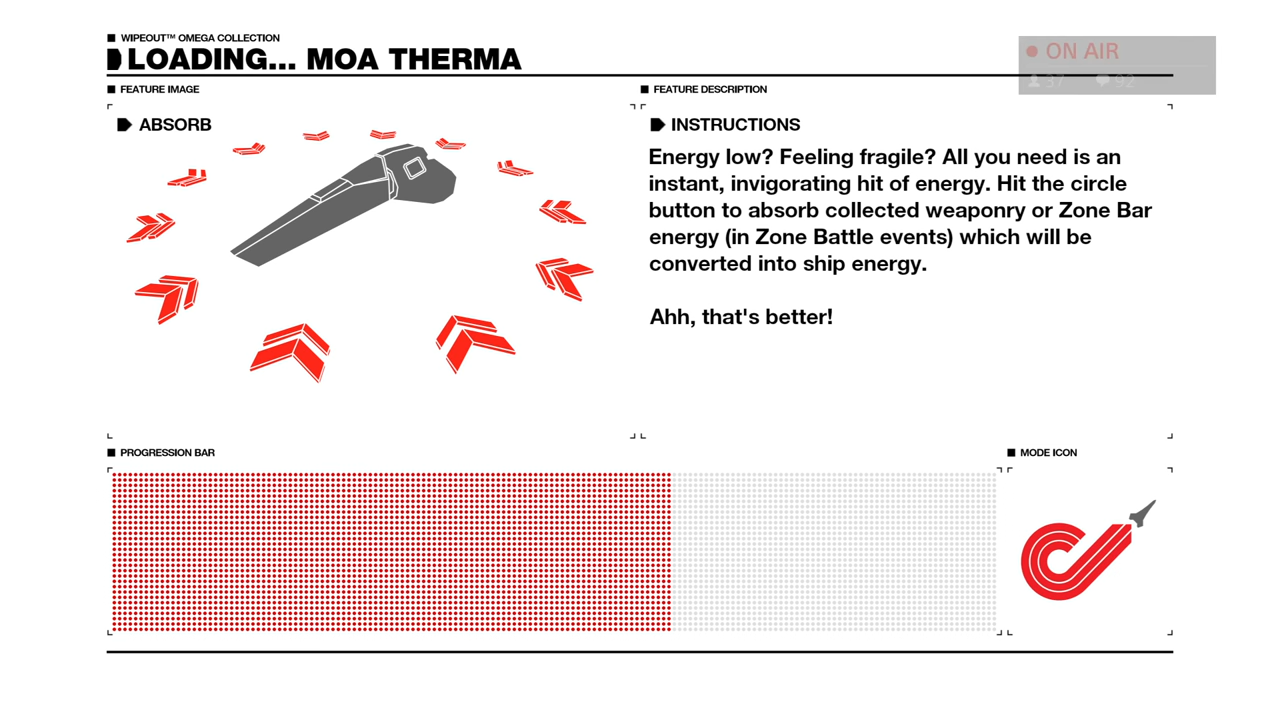 WIPEOUT™ OMEGA COLLECTION
LOADING... MOA THERMA
ON AIR
37 92
FEATURE IMAGE
ABSORB
FEATURE DESCRIPTION
INSTRUCTIONS
Energy low? Feeling fragile? All you need is an
instant, invigorating hit of energy. Hit the circle
button to absorb collected weaponry or Zone Bar
energy (in Zone Battle events) which will be
converted into ship energy.
Ahh, that's better!
PROGRESSION BAR
MODE ICON